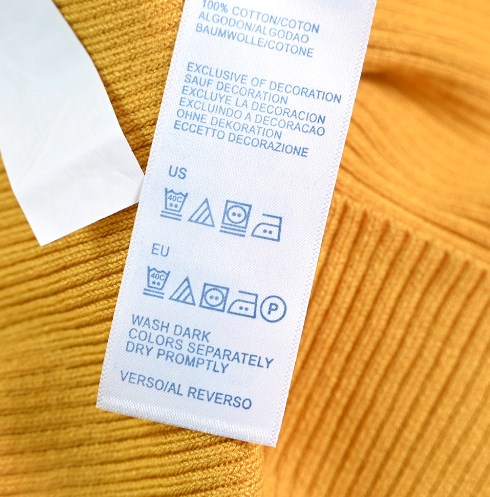 100% COTTON/COTON
ALGODON/ALGODAO
BAUMWOLLE/COTONE
EXCLUSIVE OF DECORATION
SAUF DECORATION
EXCLUYE LA DECORACION
EXCLUINDO A DECORACAO
OHNE DEKORATION
ECCETTO DECORAZIONE
US
40C
EU
40C
P
WASH DARK
COLORS SEPARATELY
DRY PROMPTLY
VERSO/AL REVERSO